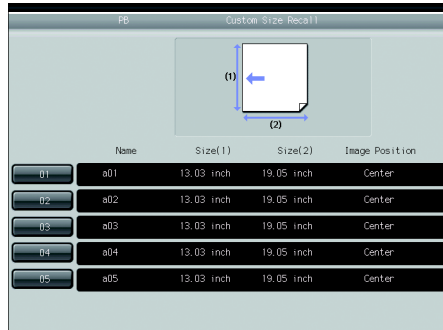 PB Custom Size Recall
(1)
(2)
Name Size(1) Size(2) Image Position
01 a01 13.03 inch 19.05 inch Center
02 a02 13.03 inch 19.05 inch Center
03 a03 13.03 inch 19.05 inch Center
04 a04 13.03 inch 19.05 inch Center
05 a05 13.03 inch 19.05 inch Center